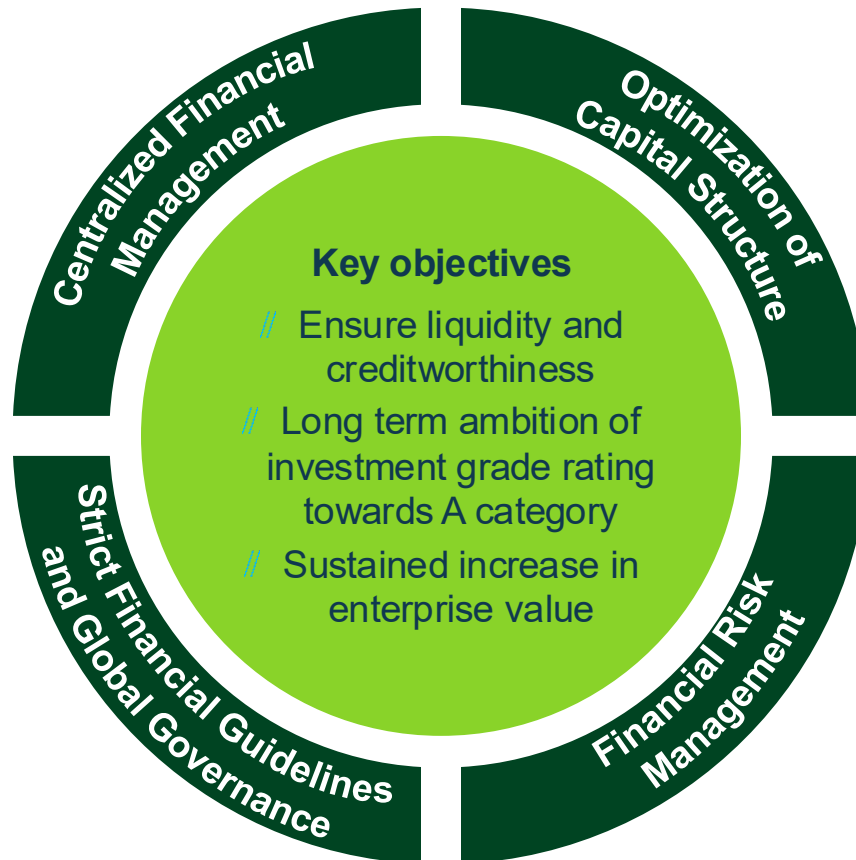 Centralized Financial
Management
Optimization of
Capital Structure
Key objectives
// Ensure liquidity and
creditworthiness
// Long term ambition of
investment grade rating
towards A category
// Sustained increase in
enterprise value
Strict Financial Guidelines
and Global Governance
Financial Risk
Management